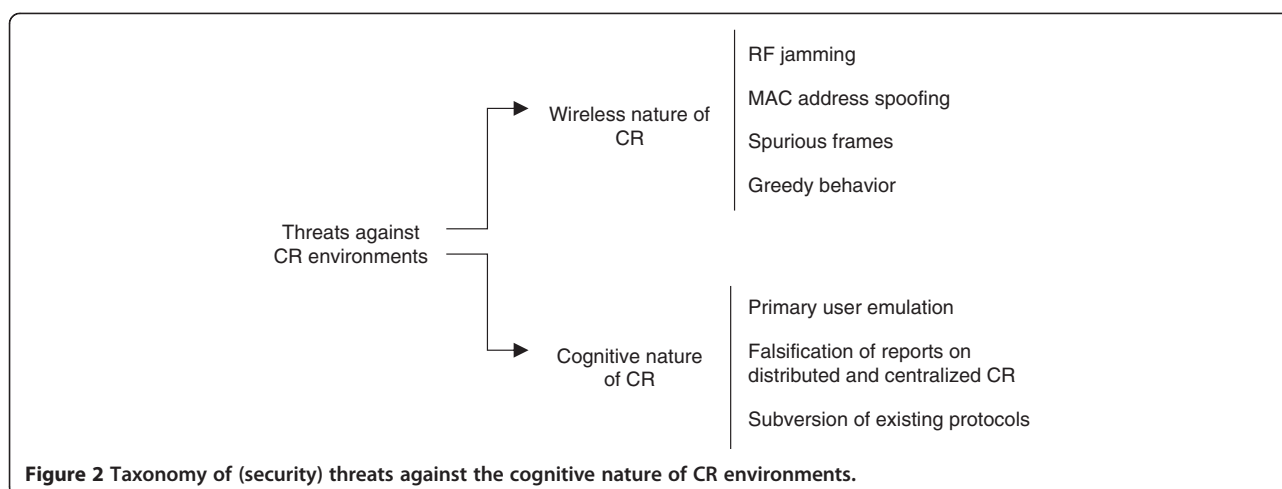 Threats against
CR environments
Wireless nature of
CR
RF jamming
MAC address spoofing
Spurious frames
Greedy behavior
Cognitive nature
of CR
Primary user emulation
Falsification of reports on
distributed and centralized CR
Subversion of existing protocols
Figure 2 Taxonomy of (security) threats against the cognitive nature of CR environments.